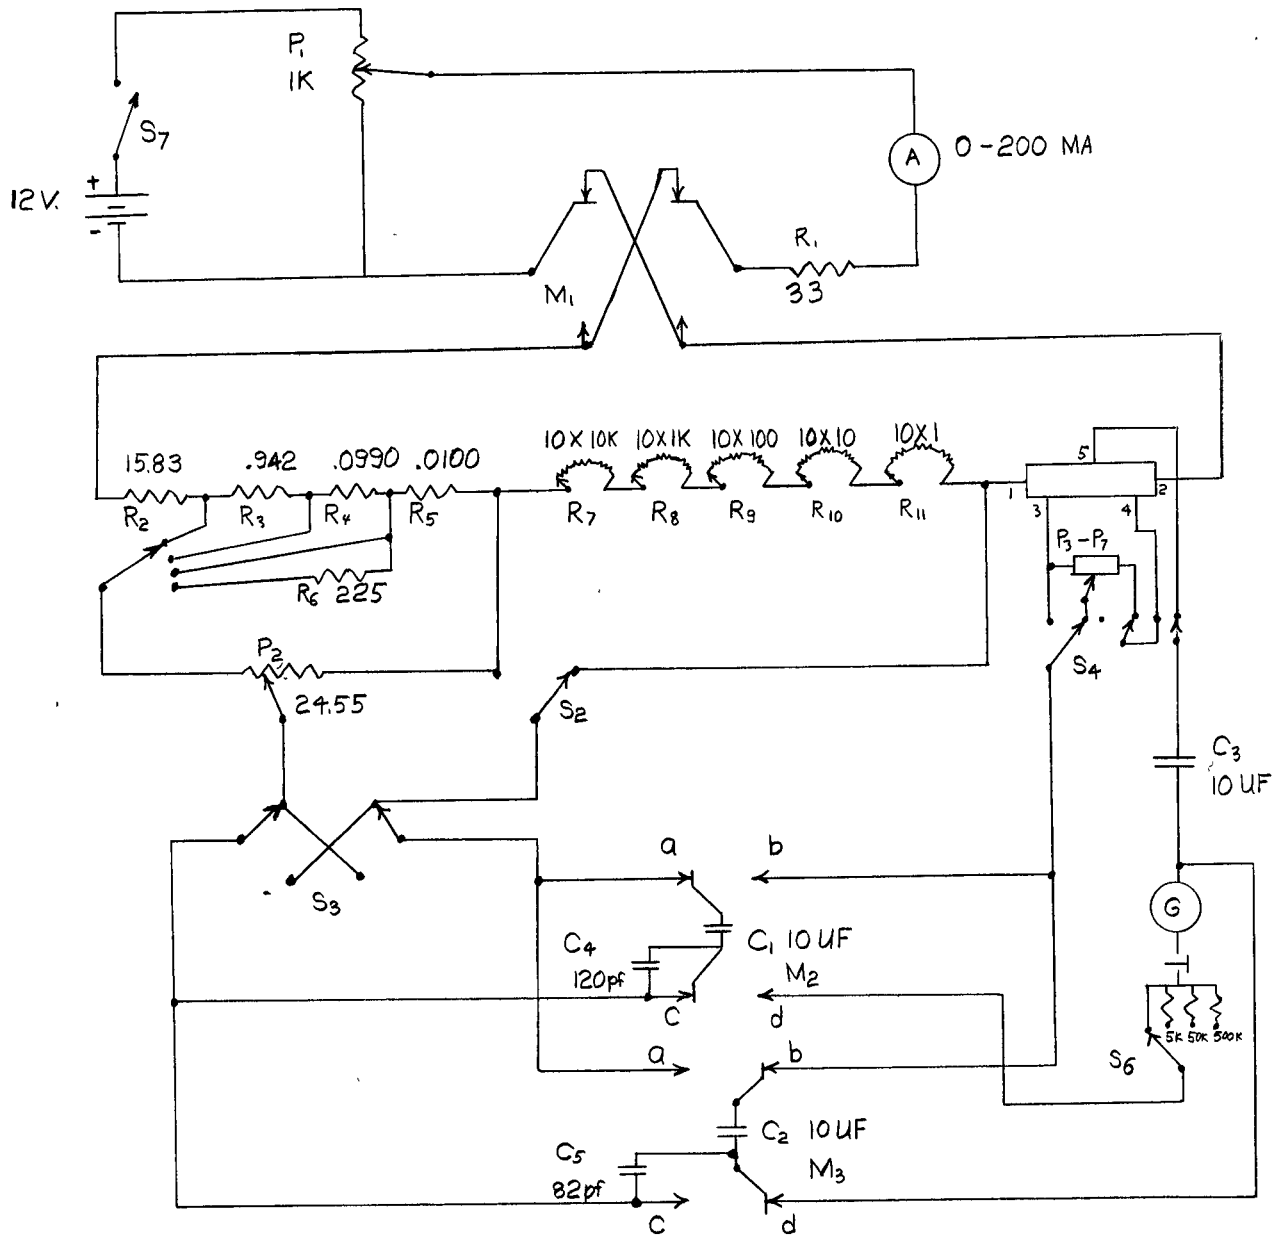 P1
1K
S7
A
0-200 MA
12V.
+
-
R1
33
M1
10X10K
10X1K
10X100
10X10
10X1
15.83
.942
.0990
.0100
R2
R3
R4
R5
R7
R8
R9
R10
R11
1
5
2
3
4
P3-P7
R6
225
P2
24.55
S2
S4
C3
10 UF
S3
a
b
G
C4
120pf
C1 10 UF
M2
c
d
5K
50K
500K
S6
a
b
C2 10 UF
C5
82pf
M3
c
d